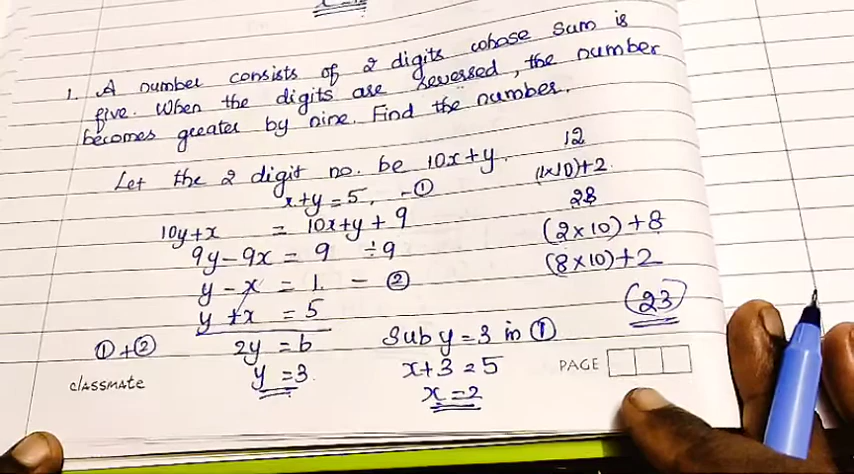 1. A number consists of 2 digits whose sum is
five. When the digits are reversed, the number
becomes greater by nine. Find the number.
Let the 2 digit no. be 10x+y.
x+y=5, -①
10y+x = 10x+y+9
9y-9x = 9 ÷9
y-x = 1. - ②
y+x = 5
①+② 2y = 6
y = 3.
Sub y=3 in ①
x+3=5
x=2
12
(1×10)+2.
28
(2×10)+8
(8×10)+2
(23)
classmate
PAGE